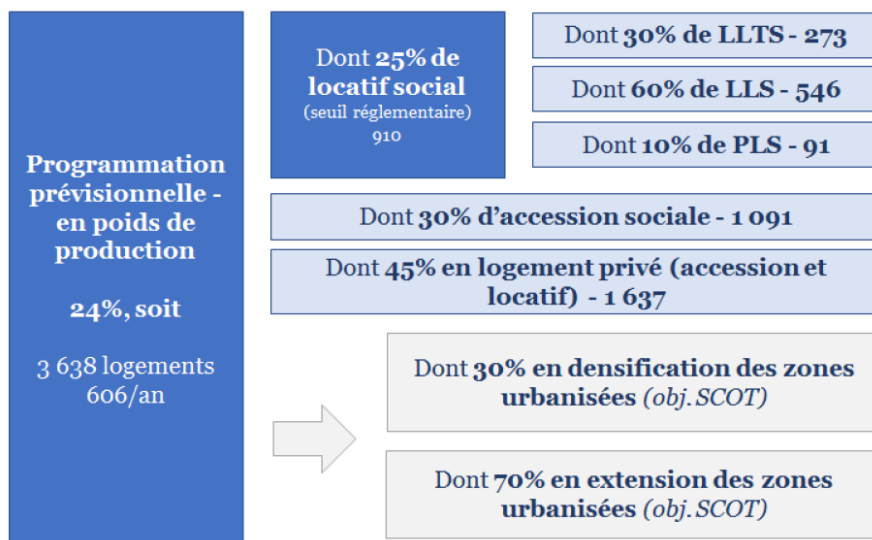 Programmation
prévisionnelle -
en poids de
production
24%, soit
3 638 logements
606/an
Dont 25% de
locatif social
(seuil réglementaire)
910
Dont 30% de LLTS - 273
Dont 60% de LLS - 546
Dont 10% de PLS - 91
Dont 30% d’accession sociale - 1 091
Dont 45% en logement privé (accession et
locatif) - 1 637
Dont 30% en densification des zones
urbanisées (obj.SCOT)
Dont 70% en extension des zones
urbanisées (obj.SCOT)